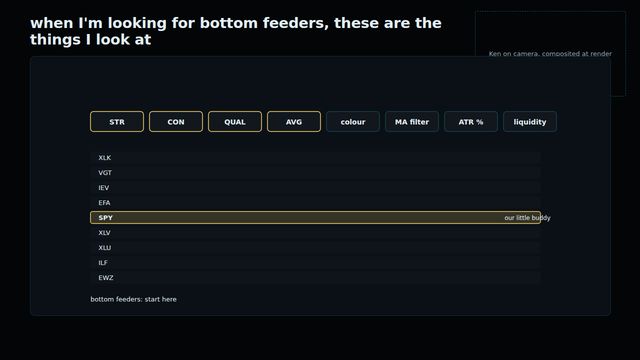 when I'm looking for bottom feeders, these are the
things I look at
Ken on camera, composited at render
STR CON QUAL AVG colour MA filter ATR % liquidity
XLK
VGT
IEV
EFA
SPY our little buddy
XLV
XLU
ILF
EWZ
bottom feeders: start here